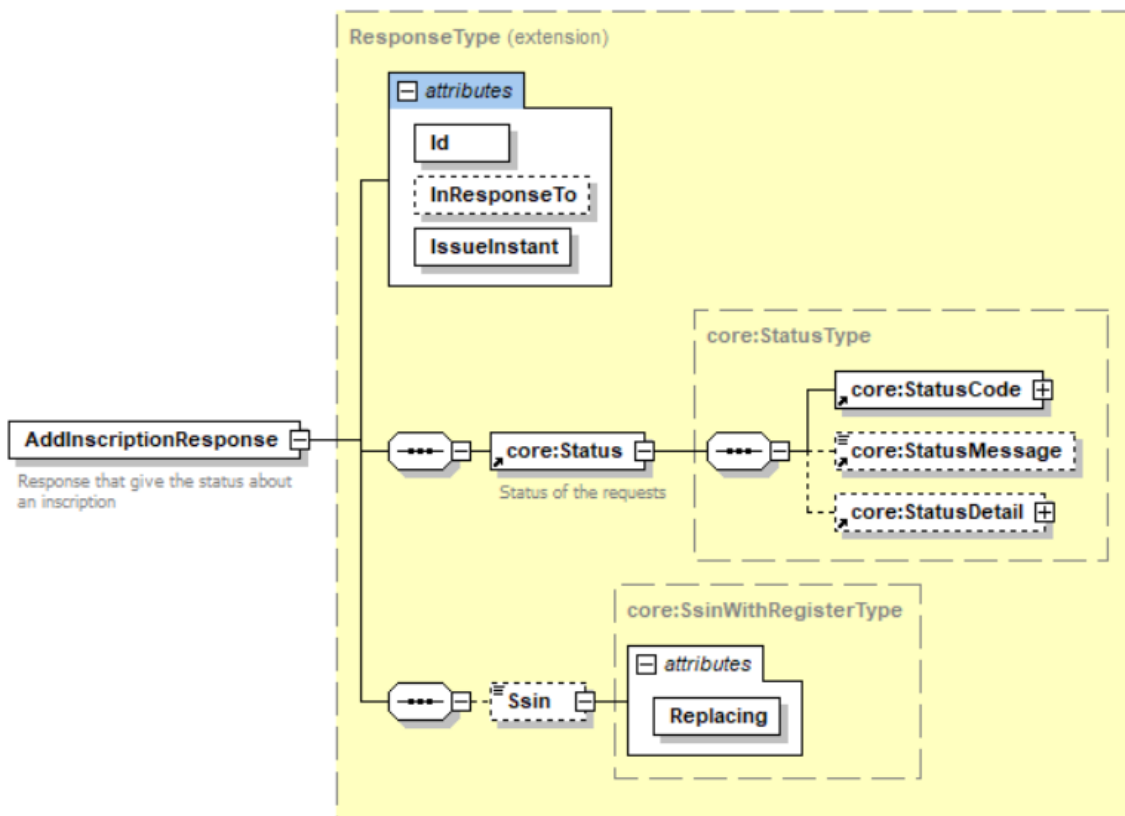 ResponseType (extension)
attributes
Id
InResponseTo
IssueInstant
core:StatusType
core:StatusCode
AddInscriptionResponse
core:Status
core:StatusMessage
Response that give the status about
an inscription
Status of the requests
core:StatusDetail
core:SsinWithRegisterType
attributes
Ssin
Replacing